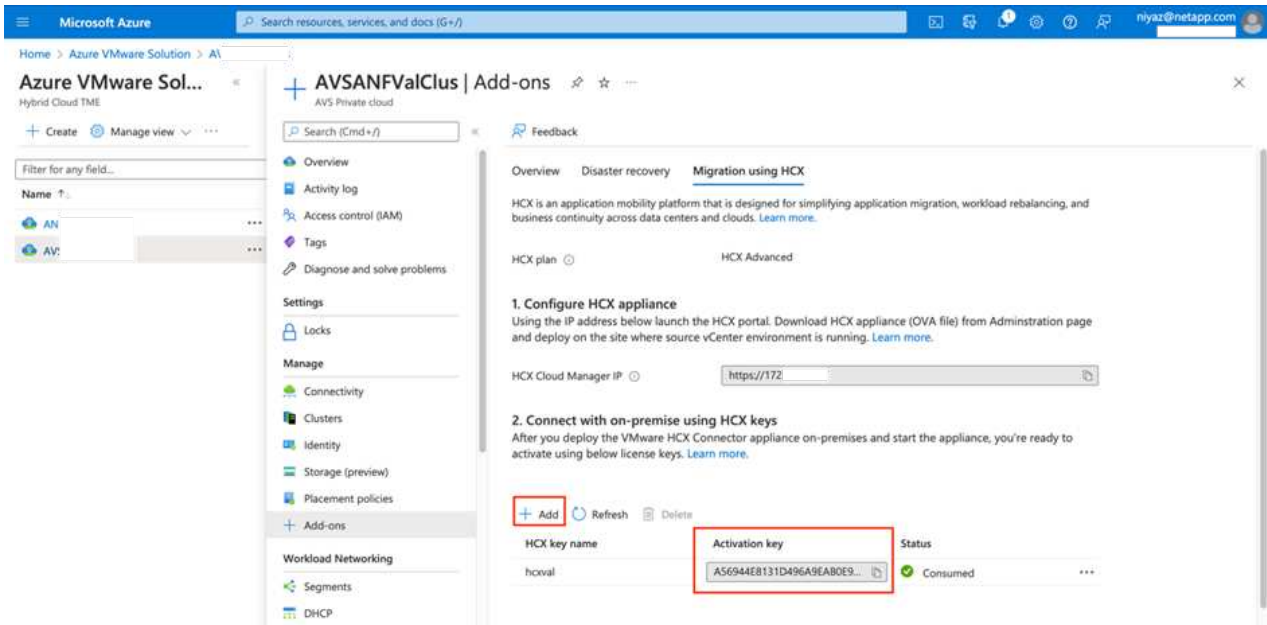 Microsoft Azure
Search resources, services, and docs (G+/)
1
niyaz@netapp.com
Home > Azure VMware Solution > AV
Azure VMware Sol...
Hybrid Cloud TME
+ Create
Manage view
Filter for any field...
Name ↑
AN
AVS
AVSANFValClus | Add-ons
AVS Private cloud
Search (Cmd+/)
Overview
Activity log
Access control (IAM)
Tags
Diagnose and solve problems
Settings
Locks
Manage
Connectivity
Clusters
Identity
Storage (preview)
Placement policies
Add-ons
Workload Networking
Segments
DHCP
Feedback
Overview Disaster recovery Migration using HCX
HCX is an application mobility platform that is designed for simplifying application migration, workload rebalancing, and
business continuity across data centers and clouds. Learn more.
HCX plan HCX Advanced
1. Configure HCX appliance
Using the IP address below launch the HCX portal. Download HCX appliance (OVA file) from Adminstration page
and deploy on the site where source vCenter environment is running. Learn more.
HCX Cloud Manager IP https://172
2. Connect with on-premise using HCX keys
After you deploy the VMware HCX Connector appliance on-premises and start the appliance, you're ready to
activate using below license keys. Learn more.
+ Add Refresh Delete
HCX key name Activation key Status
hcxval A56944E8131D496A9EAB0E9... Consumed